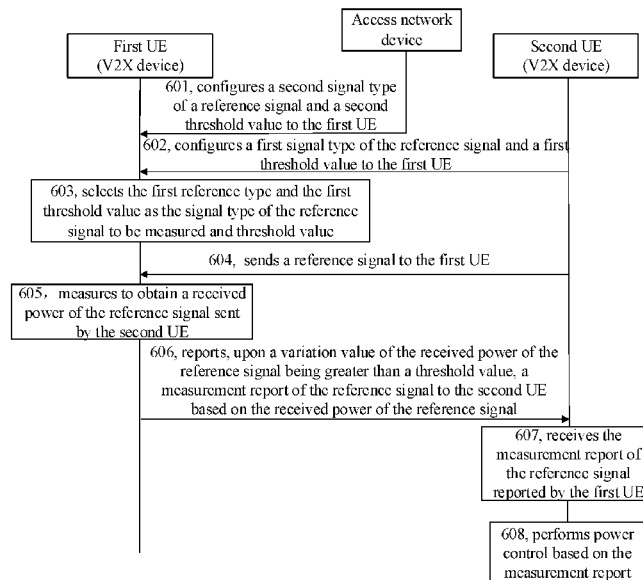 First UE
(V2X device)
Access network
device
Second UE
(V2X device)
601, configures a second signal type
of a reference signal and a second
threshold value to the first UE
602, configures a first signal type of the reference signal and a first
threshold value to the first UE
603, selects the first reference type and the first
threshold value as the signal type of the reference
signal to be measured and threshold value
604, sends a reference signal to the first UE
605, measures to obtain a received
power of the reference signal sent
by the second UE
606, reports, upon a variation value of the received power of the
reference signal being greater than a threshold value, a
measurement report of the reference signal to the second UE
based on the received power of the reference signal
607, receives the
measurement report of
the reference signal
reported by the first UE
608, performs power
control based on the
measurement report